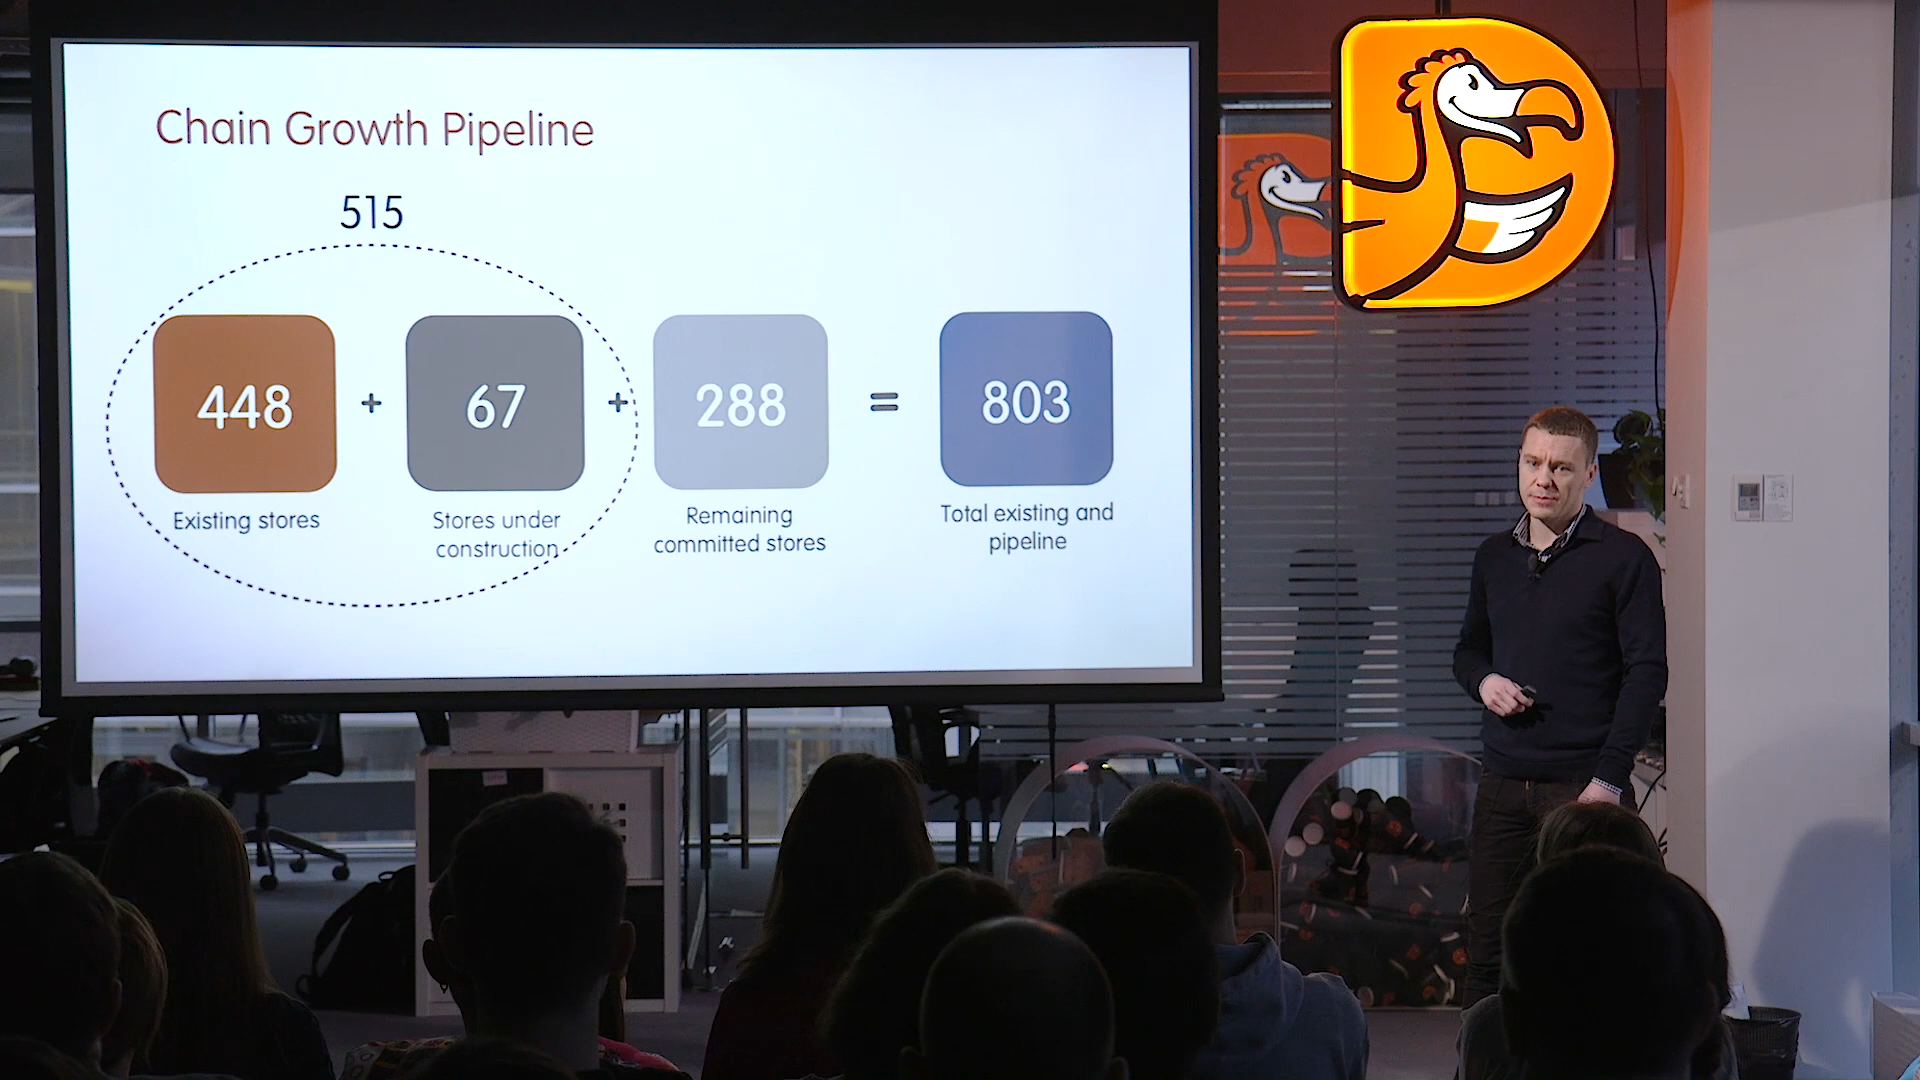 Chain Growth Pipeline
515
448 + 67 + 288 = 803
Existing stores
Stores under
construction
Remaining
committed stores
Total existing and
pipeline